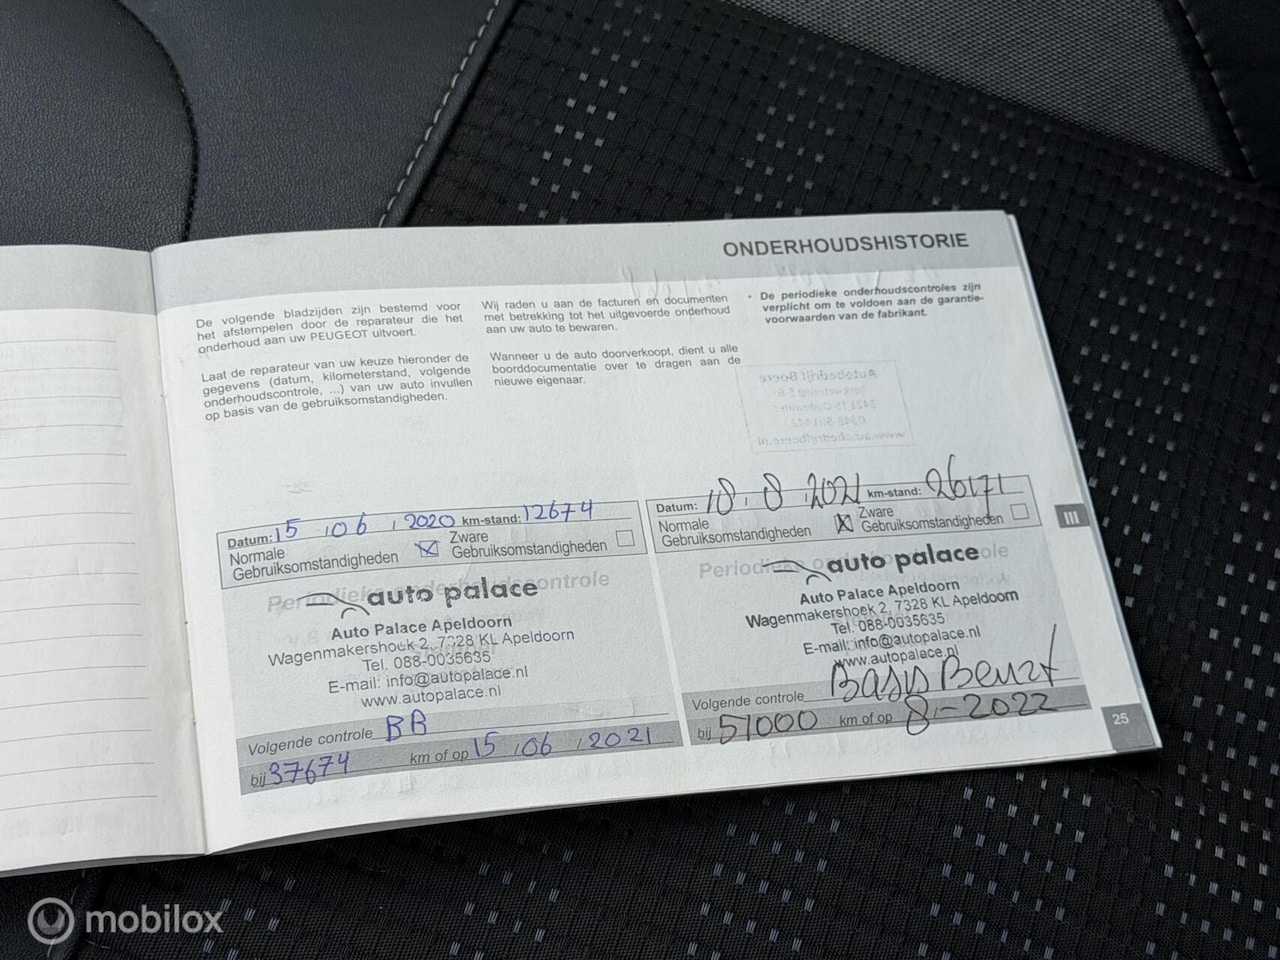 ONDERHOUDSHISTORIE
De volgende bladzijden zijn bestemd voor
het afstempelen door de reparateur die het
onderhoud aan uw PEUGEOT uitvoert.
Laat de reparateur van uw keuze hieronder de
gegevens (datum, kilometerstand, volgende
onderhoudscontrole, ...) van uw auto invullen
op basis van de gebruiksomstandigheden.
Wij raden u aan de facturen en documenten
met betrekking tot het uitgevoerde onderhoud
aan uw auto te bewaren.
Wanneer u de auto doorverkoopt, dient u alle
boorddocumentatie over te dragen aan de
nieuwe eigenaar.
• De periodieke onderhoudscontroles zijn
verplicht om te voldoen aan de garantie-
voorwaarden van de fabrikant.
Datum: 15 / 06 / 2020 km-stand: 12674
Normale
Gebruiksomstandigheden
Zware
Gebruiksomstandigheden
Periodieke onderhoudscontrole
auto palace
Auto Palace Apeldoorn
Wagenmakershoek 2, 7328 KL Apeldoorn
Tel. 088-0035635
E-mail: info@autopalace.nl
www.autopalace.nl
Volgende controle BB
bij 37674 km of op 15 / 06 / 2021
Datum: 18 . 8 . 2021 km-stand: 26171
Normale
Gebruiksomstandigheden
Zware
Gebruiksomstandigheden
auto palace
Auto Palace Apeldoorn
Wagenmakershoek 2, 7328 KL Apeldoorn
Tel. 088-0035635
E-mail: info@autopalace.nl
www.autopalace.nl
Volgende controle Basis
bij 51000 km of op 8-2022
III
25
mobilox